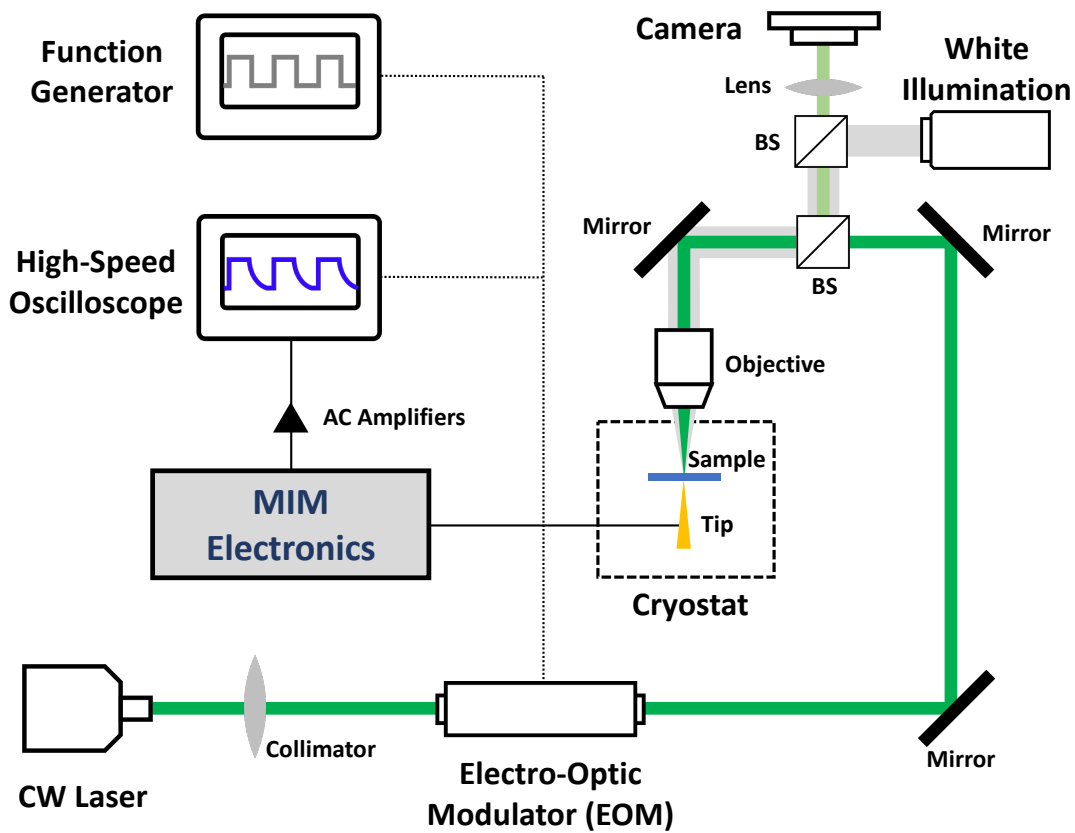 Function
Generator
Camera
White
Illumination
Lens
BS
Mirror
Mirror
BS
High-Speed
Oscilloscope
Objective
AC Amplifiers
Sample
MIM
Electronics
Tip
Cryostat
Collimator
Mirror
CW Laser
Electro-Optic
Modulator (EOM)